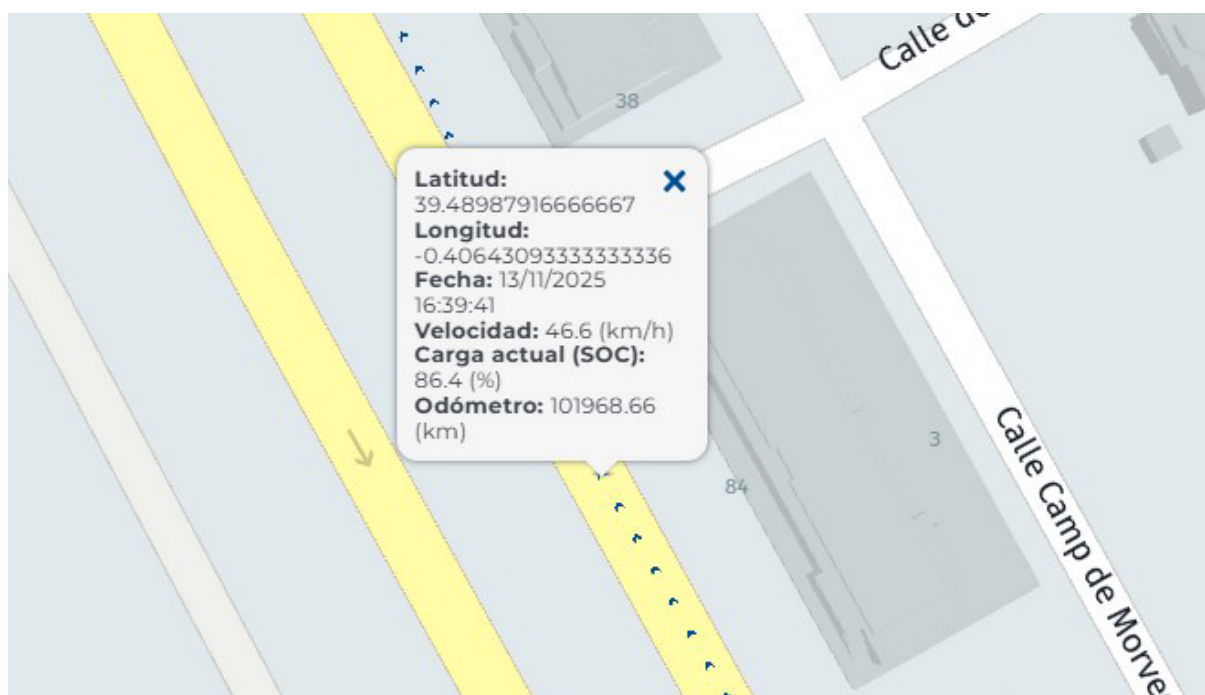 Calle de
38
Latitud:
39.48987916666667
Longitud:
-0.40643093333333336
Fecha: 13/11/2025
16:39:41
Velocidad: 46.6 (km/h)
Carga actual (SOC):
86.4 (%)
Odómetro: 101968.66
(km)
3
84
Calle Camp de Morve